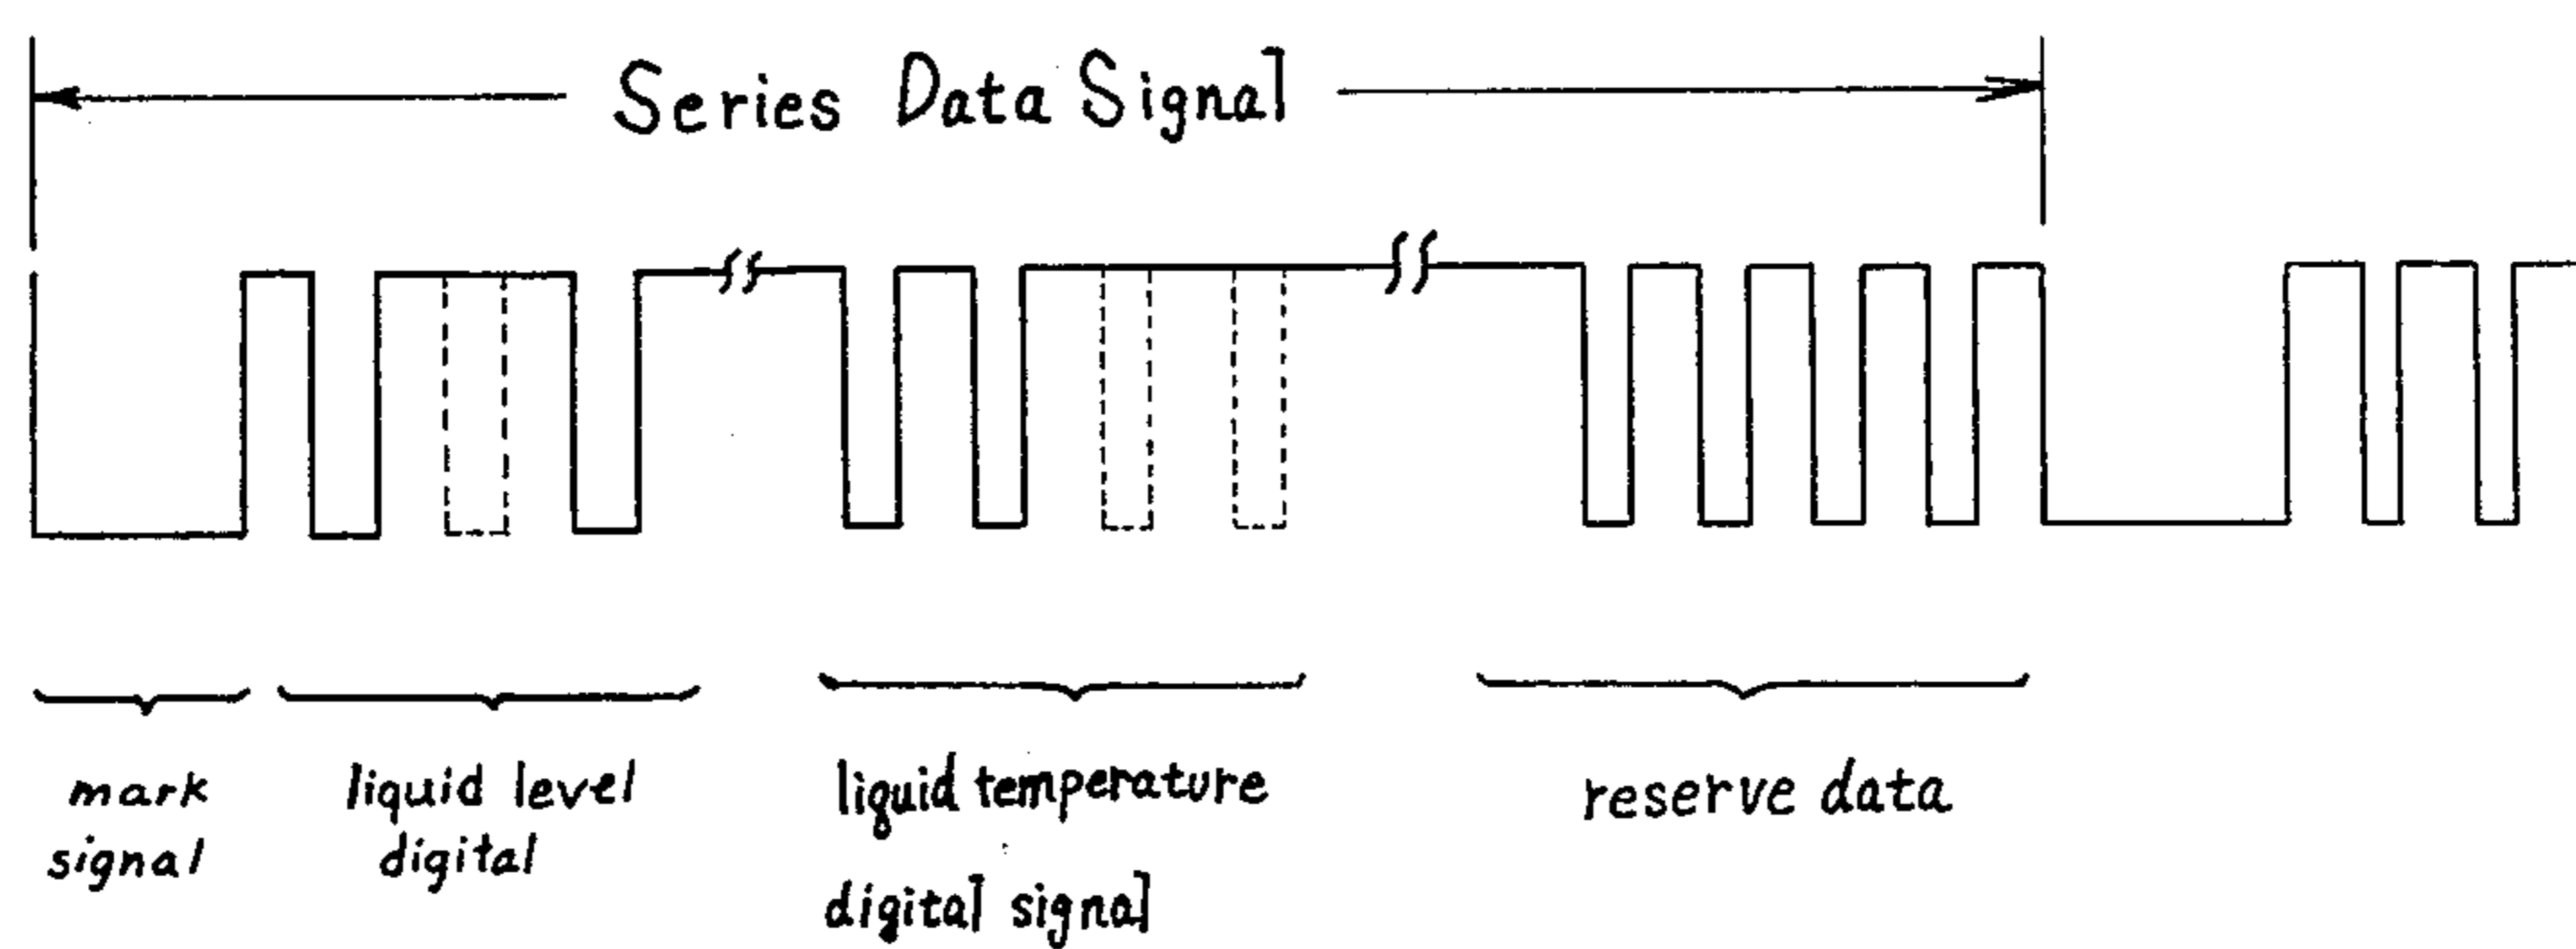 Series Data Signal
mark
signal
liquid level
digital
liquid temperature
digital signal
reserve data